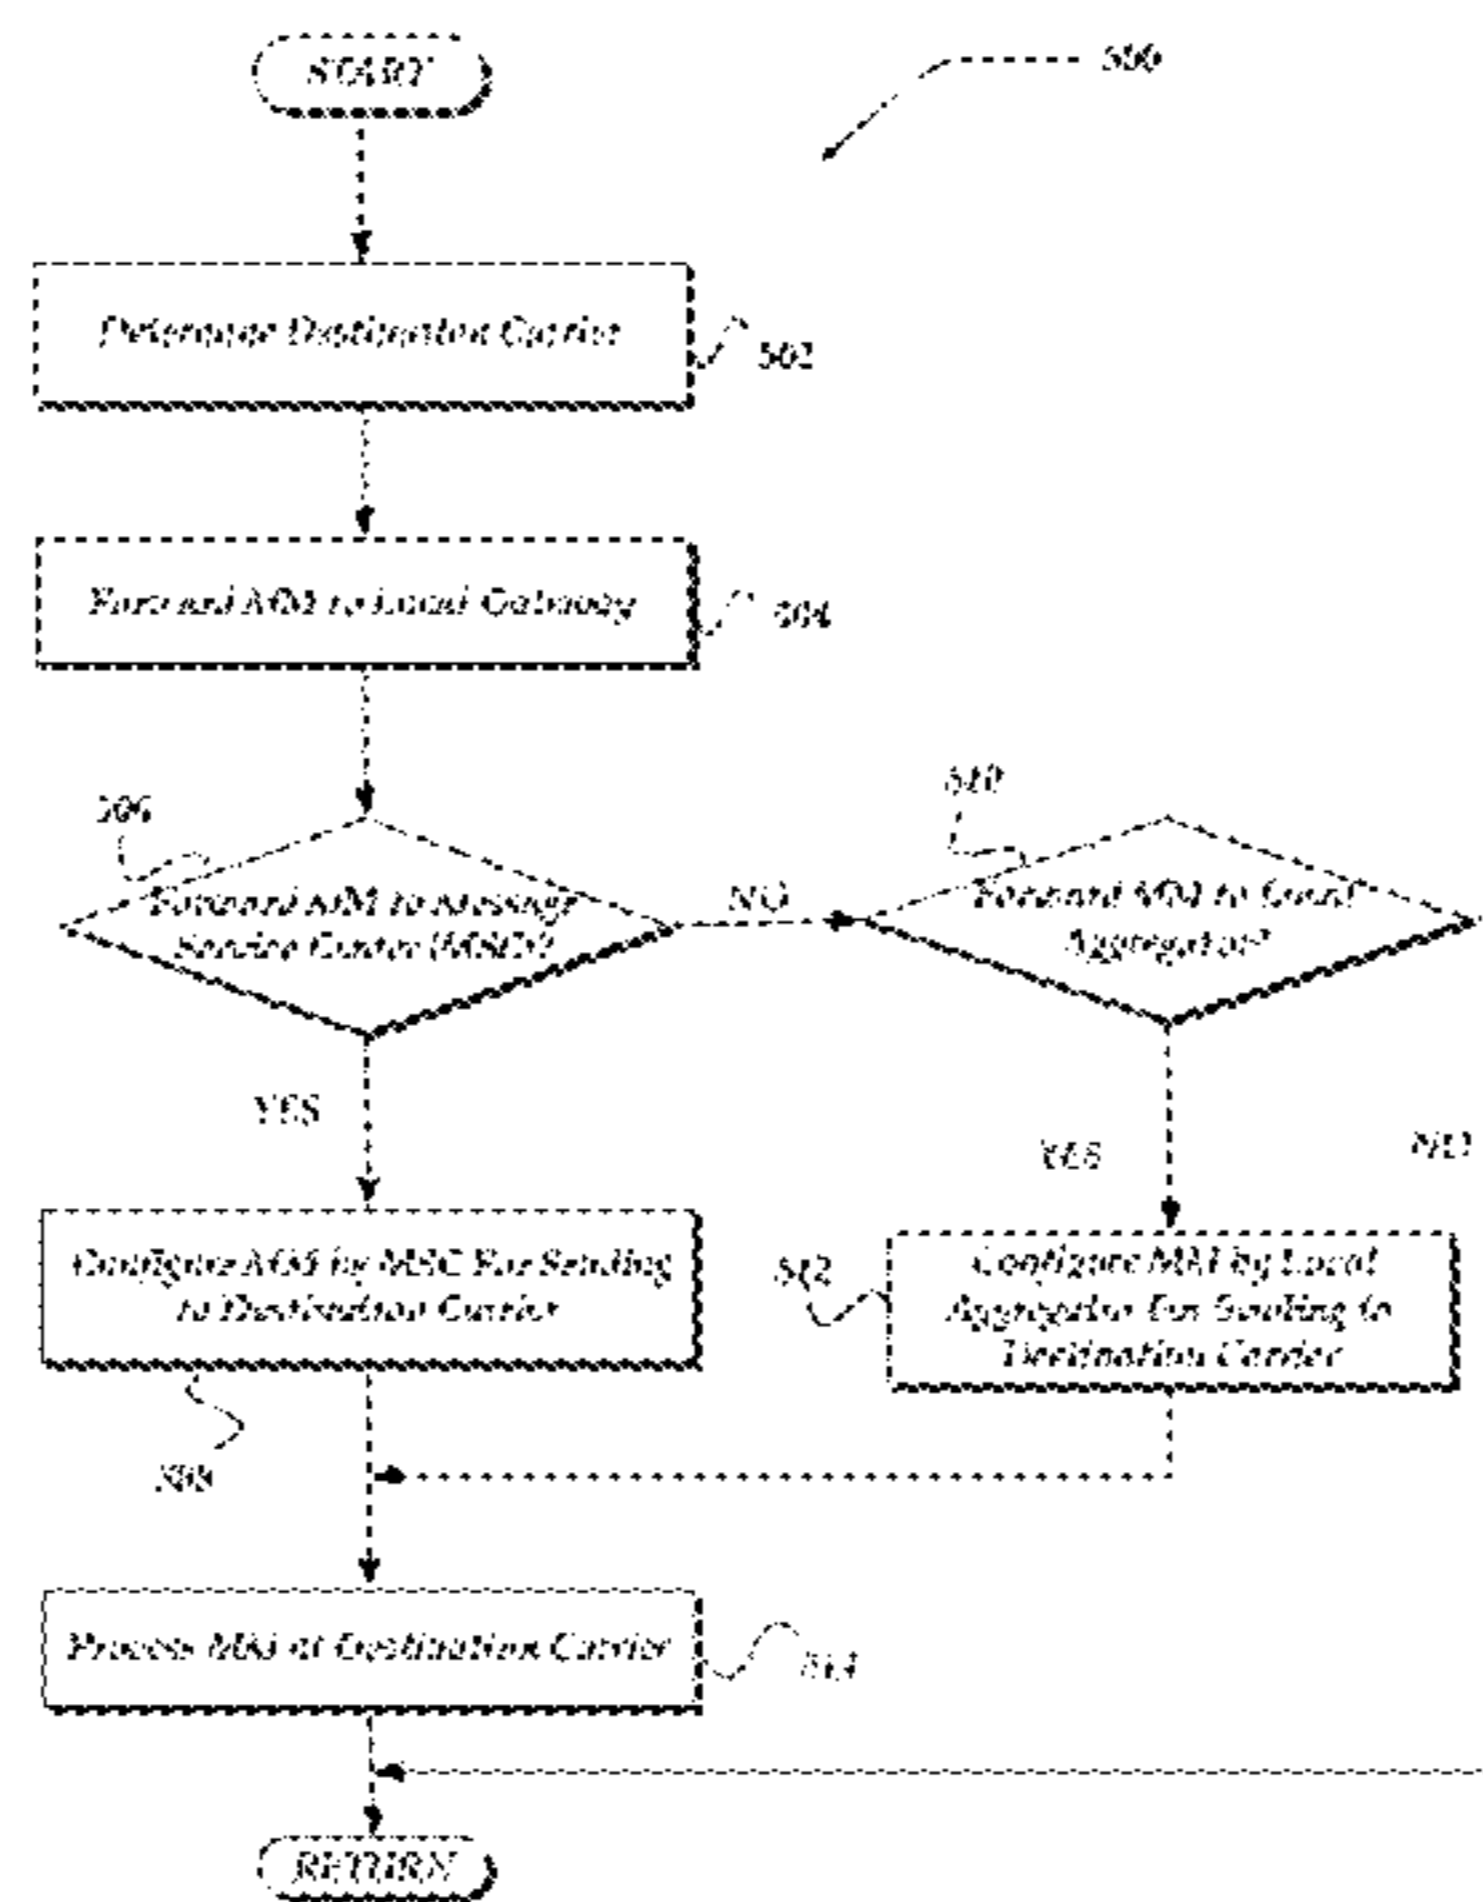 START
500
Determine Destination Carrier
502
Forward MM to Local Gateway
504
506
510
Forward MM to Message
Service Center (MSC)?
NO
Forward MM to Local
Aggregator?
YES
YES
NO
Configure MM by MSC For Sending
to Destination Carrier
512
Configure MM by Local
Aggregator For Sending to
Destination Carrier
508
Process MM at Destination Carrier
RETURN